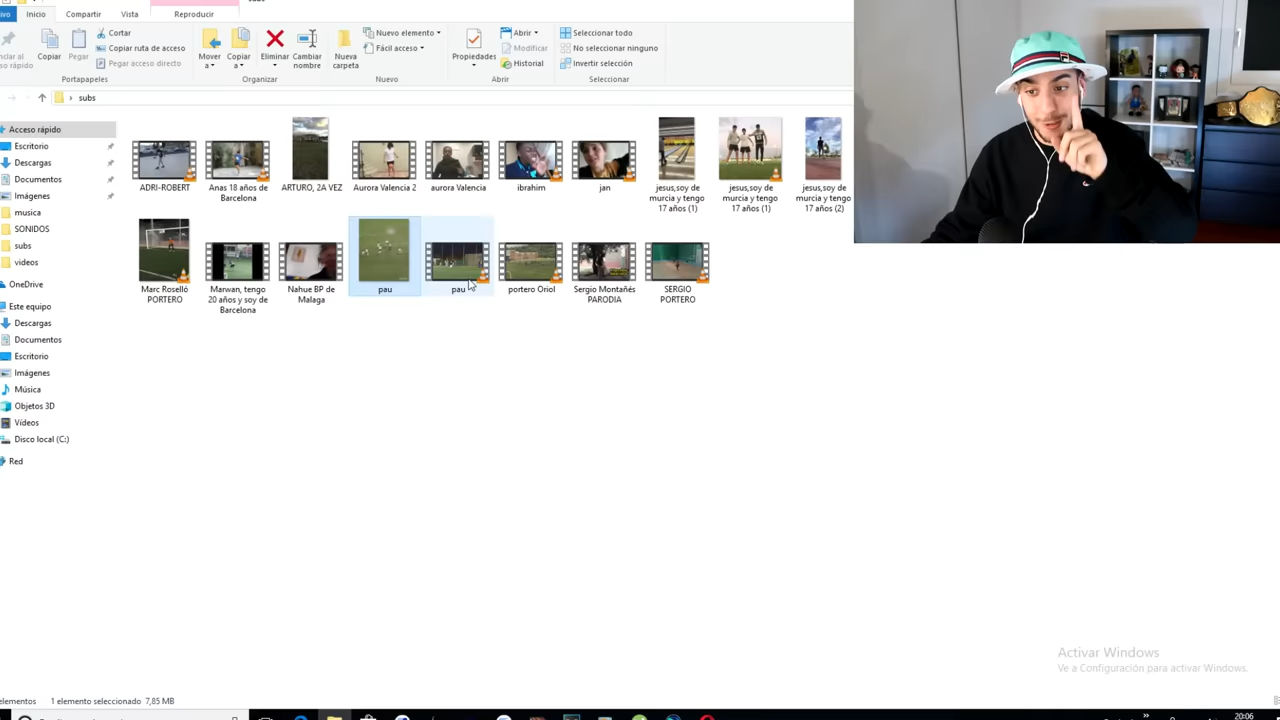 subs
ivo Inicio Compartir Vista Reproducir
Cortar
Copiar ruta de acceso
Pegar acceso directo
Copiar
Pegar
Portapapeles
Mover a
Copiar a
Eliminar
Cambiar nombre
Organizar
Nueva carpeta
Nuevo elemento
Fácil acceso
Nuevo
Propiedades
Abrir
Modificar
Historial
Abrir
Seleccionar todo
No seleccionar ninguno
Invertir selección
Seleccionar
subs
Acceso rápido
Escritorio
Descargas
Documentos
Imágenes
musica
SONIDOS
subs
videos
OneDrive
Este equipo
Descargas
Documentos
Escritorio
Imágenes
Música
Objetos 3D
Vídeos
Disco local (C:)
Red
ADRI-ROBERT
Anas 18 años de
Barcelona
ARTURO, 2A VEZ
Aurora Valencia 2
aurora Valencia
ibrahim
jan
jesus,soy de
murcia y tengo
17 años (1)
jesus,soy de
murcia y tengo
17 años (1)
jesus,soy de
murcia y tengo
17 años (2)
Marc Roselló
PORTERO
Marwan, tengo
20 años y soy de
Barcelona
Nahue BP de
Malaga
pau
pau
portero Oriol
Sergio Montañés
PARODIA
SERGIO
PORTERO
Activar Windows
Ve a Configuración para activar Windows.
elementos 1 elemento seleccionado 7,85 MB
20:06